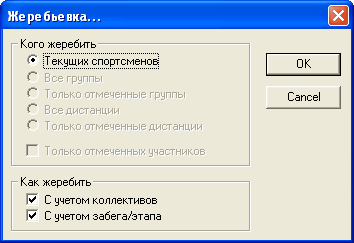 Жеребьевка...
Кого жеребить
Текущих спортсменов
Все группы
Только отмеченные группы
Все дистанции
Только отмеченные дистанции
Только отмеченных участников
OK
Cancel
Как жеребить
С учетом коллективов
С учетом забега/этапа